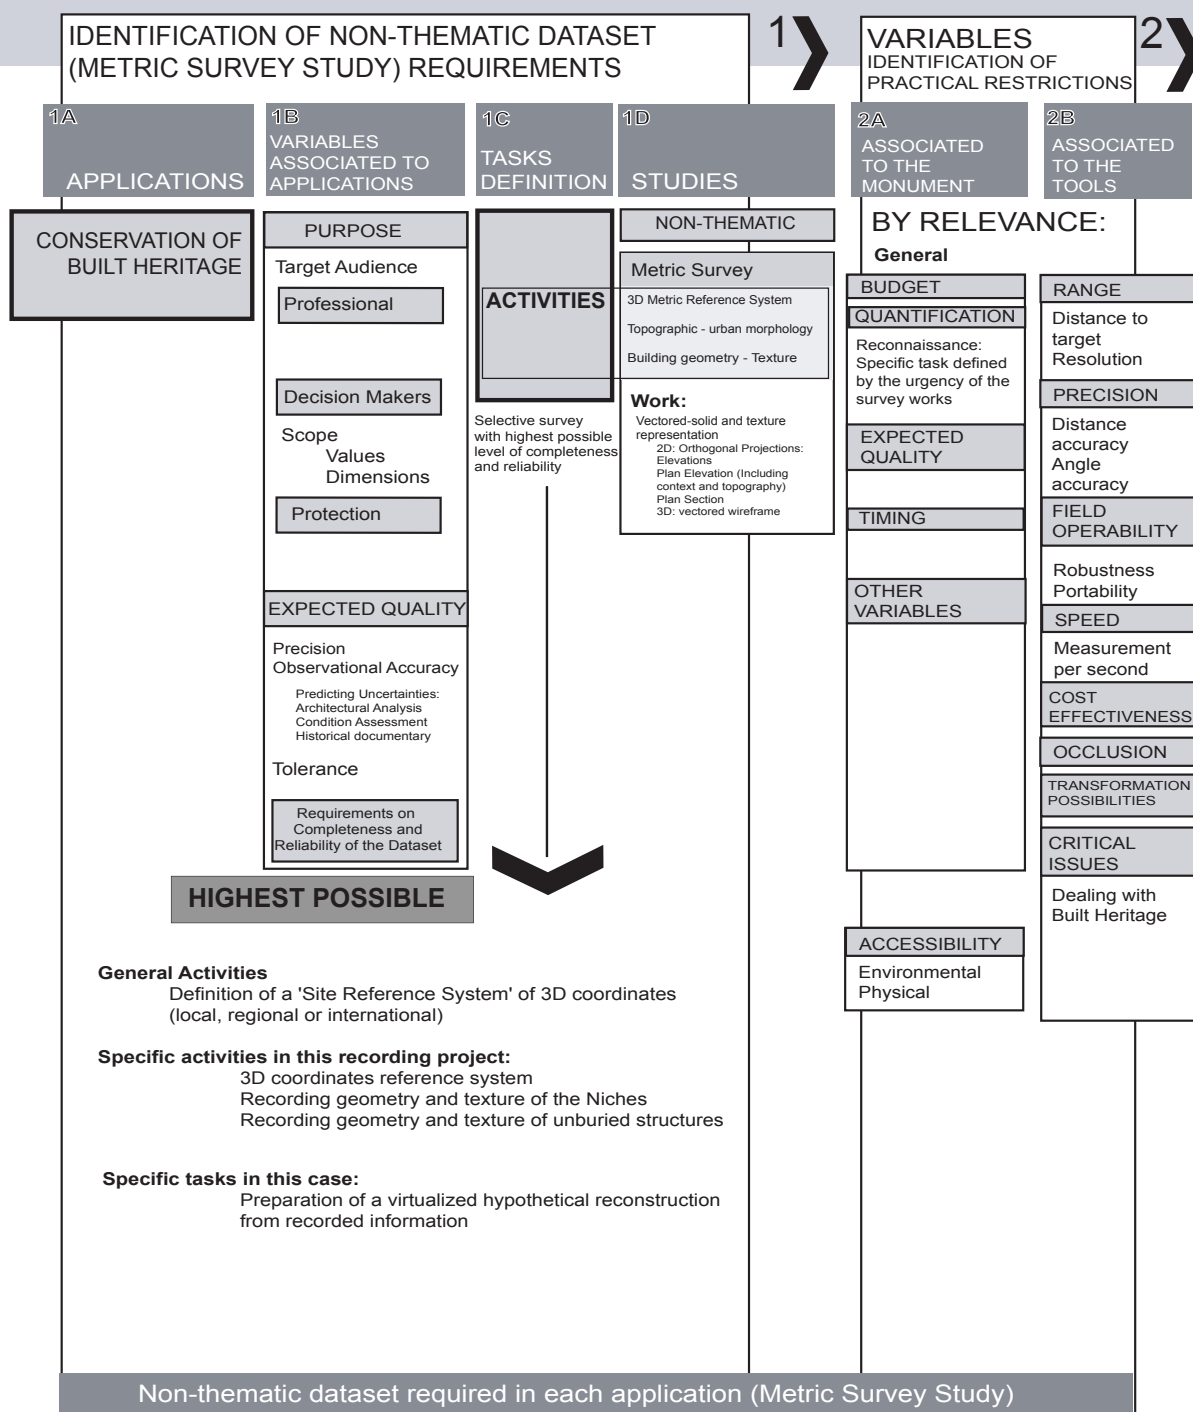 IDENTIFICATION OF NON-THEMATIC DATASET
(METRIC SURVEY STUDY) REQUIREMENTS
1
VARIABLES
IDENTIFICATION OF
PRACTICAL RESTRICTIONS
2
1A
APPLICATIONS
1B
VARIABLES
ASSOCIATED TO
APPLICATIONS
1C
TASKS
DEFINITION
1D
STUDIES
2A
ASSOCIATED
TO THE
MONUMENT
2B
ASSOCIATED
TO THE
TOOLS
CONSERVATION OF
BUILT HERITAGE
PURPOSE
Target Audience
Professional
Decision Makers
Scope
Values
Dimensions
Protection
EXPECTED QUALITY
Precision
Observational Accuracy
Predicting Uncertainties:
Architectural Analysis
Condition Assessment
Historical documentary
Tolerance
Requirements on
Completeness and
Reliability of the Dataset
HIGHEST POSSIBLE
ACTIVITIES
Selective survey
with highest possible
level of completeness
and reliability
NON-THEMATIC
Metric Survey
3D Metric Reference System
Topographic - urban morphology
Building geometry - Texture
Work:
Vectored-solid and texture
representation
2D: Orthogonal Projections:
Elevations
Plan Elevation (Including
context and topography)
Plan Section
3D: vectored wireframe
BY RELEVANCE:
General
BUDGET
QUANTIFICATION
Reconnaissance:
Specific task defined
by the urgency of the
survey works
EXPECTED
QUALITY
TIMING
OTHER
VARIABLES
ACCESSIBILITY
Environmental
Physical
RANGE
Distance to
target
Resolution
PRECISION
Distance
accuracy
Angle
accuracy
FIELD
OPERABILITY
Robustness
Portability
SPEED
Measurement
per second
COST
EFFECTIVENESS
OCCLUSION
TRANSFORMATION
POSSIBILITIES
CRITICAL
ISSUES
Dealing with
Built Heritage
General Activities
Definition of a 'Site Reference System' of 3D coordinates
(local, regional or international)
Specific activities in this recording project:
3D coordinates reference system
Recording geometry and texture of the Niches
Recording geometry and texture of unburied structures
Specific tasks in this case:
Preparation of a virtualized hypothetical reconstruction
from recorded information
Non-thematic dataset required in each application (Metric Survey Study)